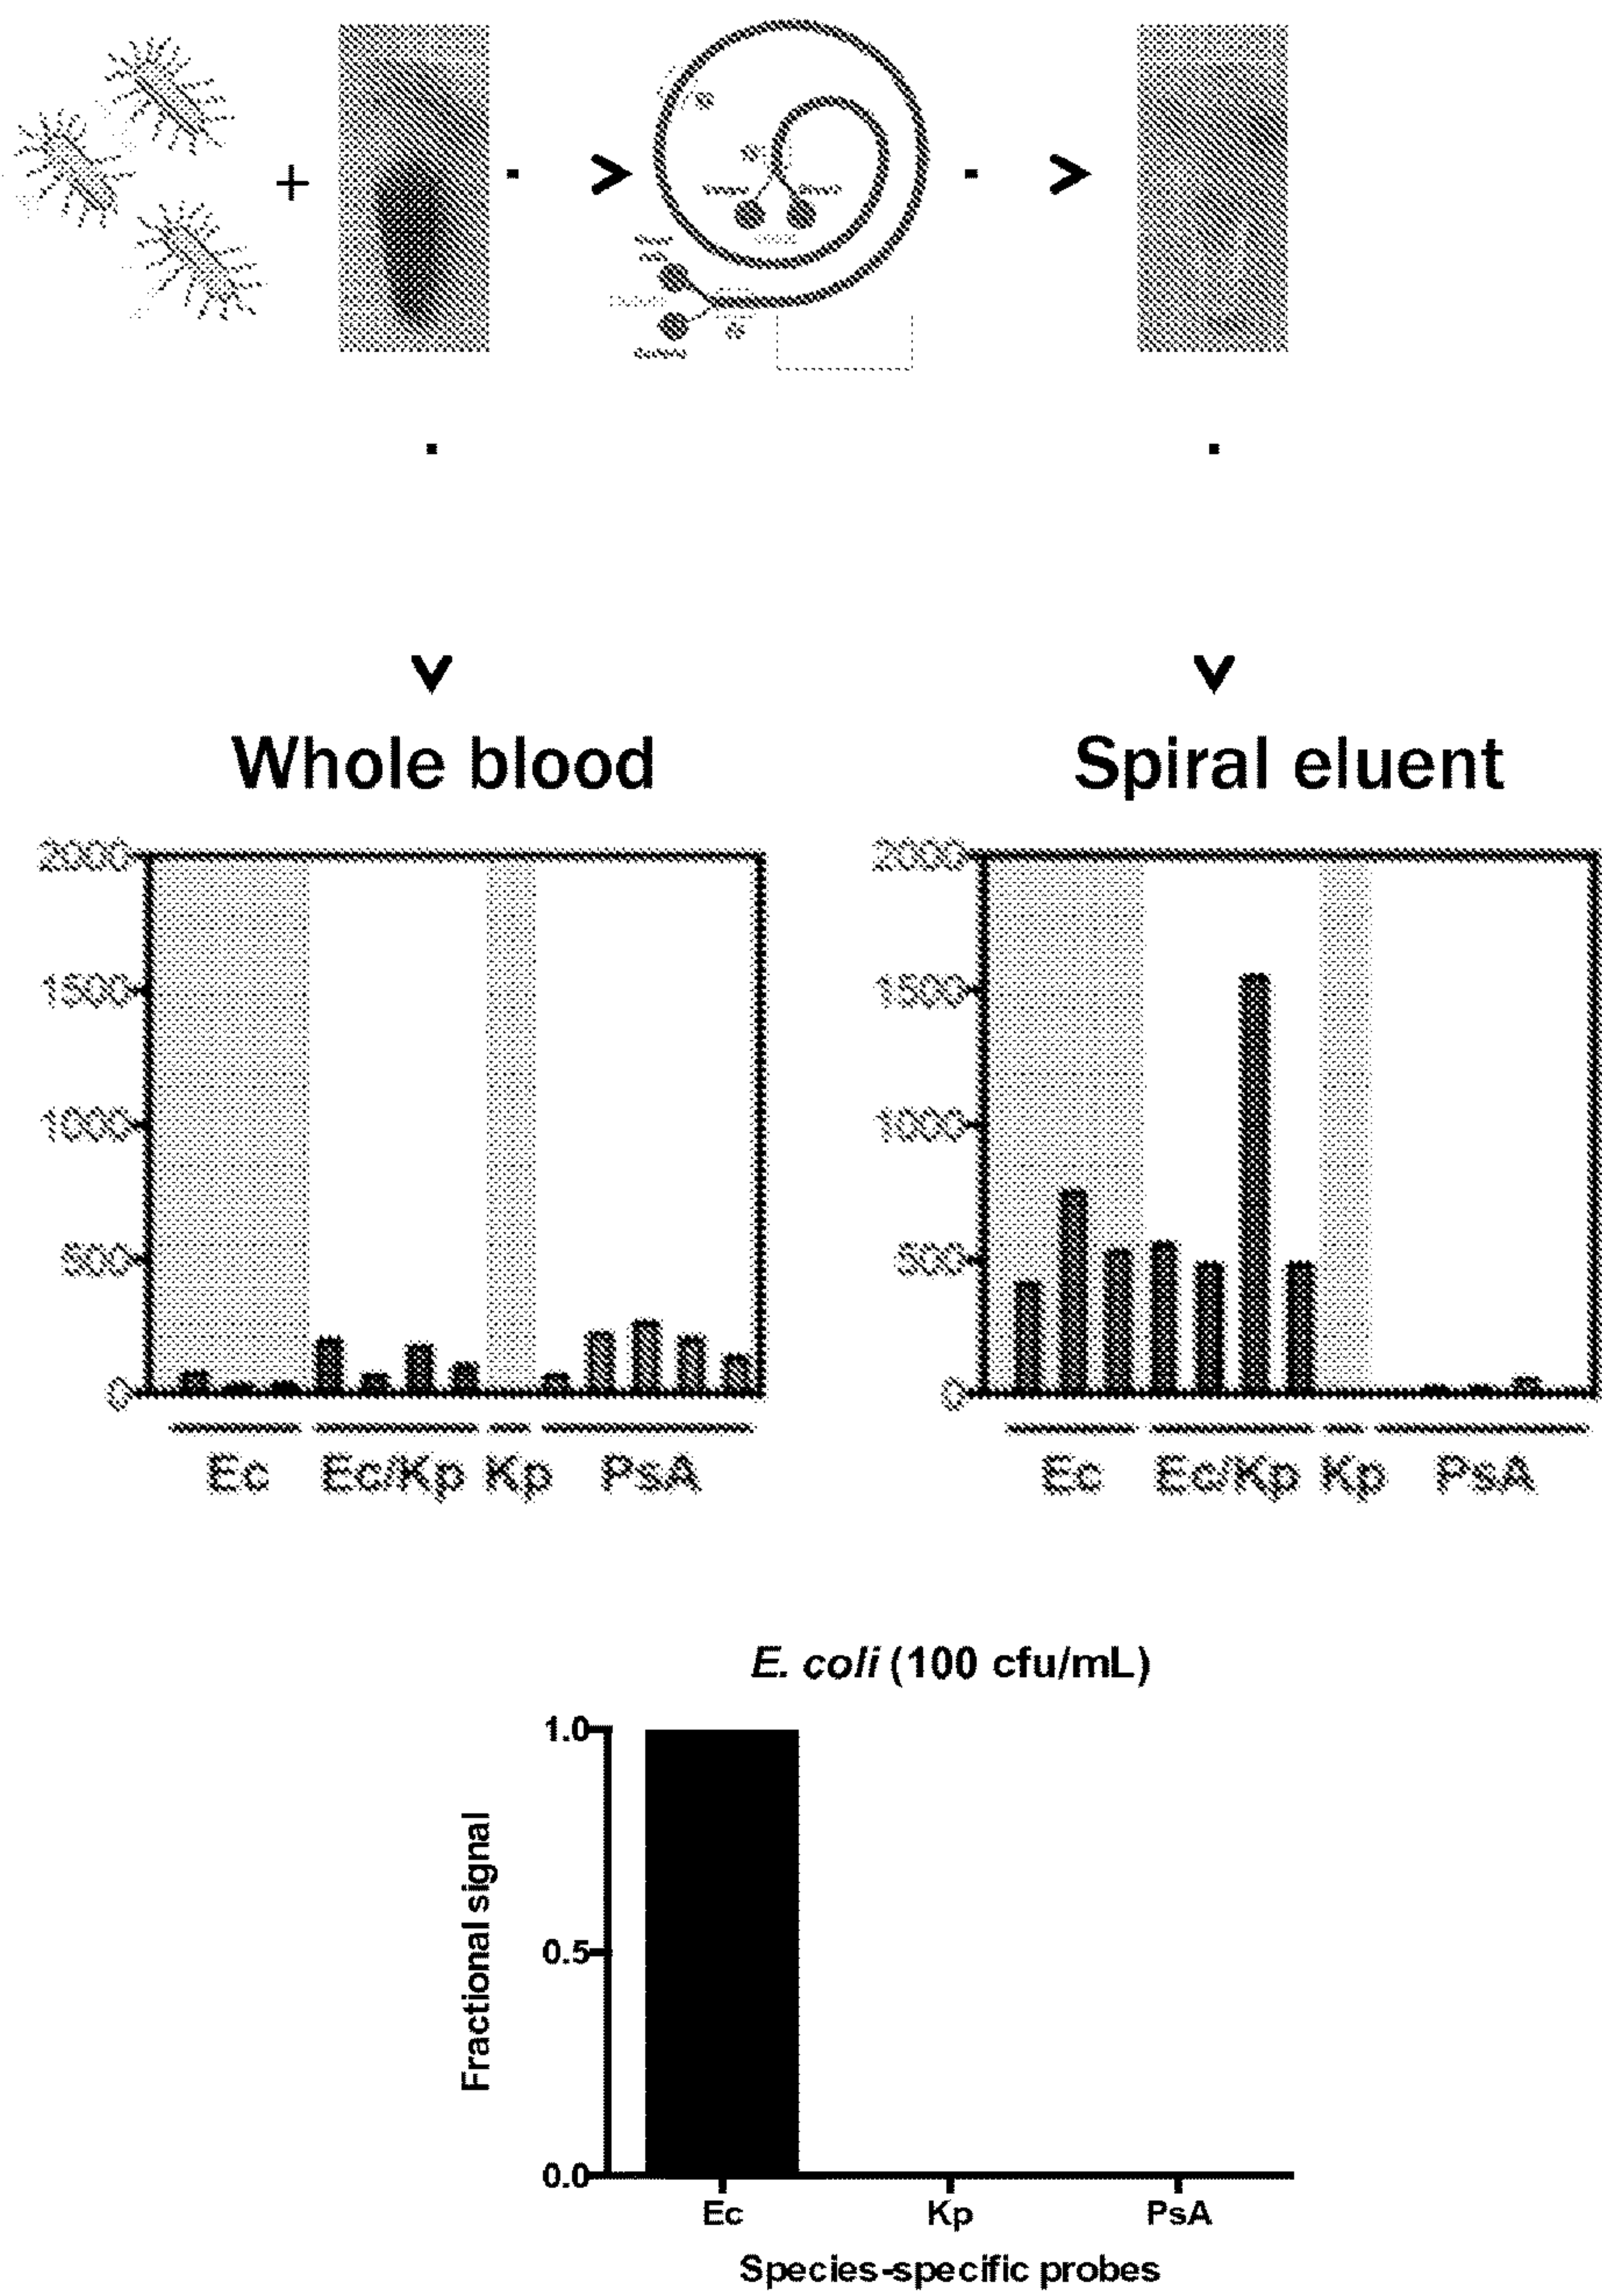 +
Whole blood
Spiral eluent
2000
1500
1000
500
0
Ec Ec/Kp Kp PsA
2000
1500
1000
500
0
Ec Ec/Kp Kp PsA
E. coli (100 cfu/mL)
1.0
0.5
0.0
Fractional signal
Ec Kp PsA
Species-specific probes